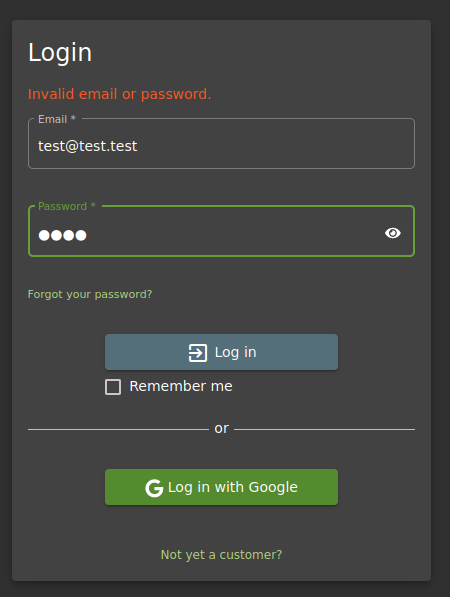 Login
Invalid email or password.
Email *
test@test.test
Password *
●●●●
Forgot your password?
Log in
Remember me
or
Log in with Google
Not yet a customer?